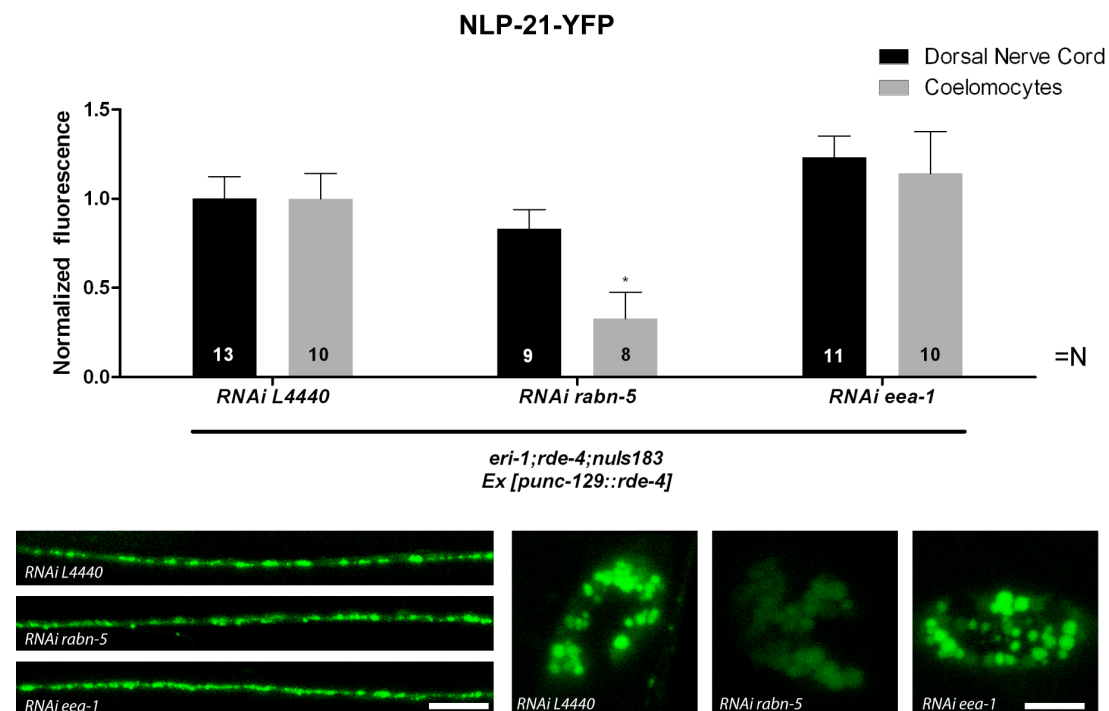 NLP-21-YFP
Dorsal Nerve Cord
Coelomocytes
Normalized fluorescence
1.5
1.0
0.5
0.0
13
10
9
*
8
11
10
=N
RNAi L4440
RNAi rabn-5
RNAi eea-1
eri-1;rde-4;nuIs183
Ex [punc-129::rde-4]
RNAi L4440
RNAi rabn-5
RNAi eea-1
RNAi L4440
RNAi rabn-5
RNAi eea-1